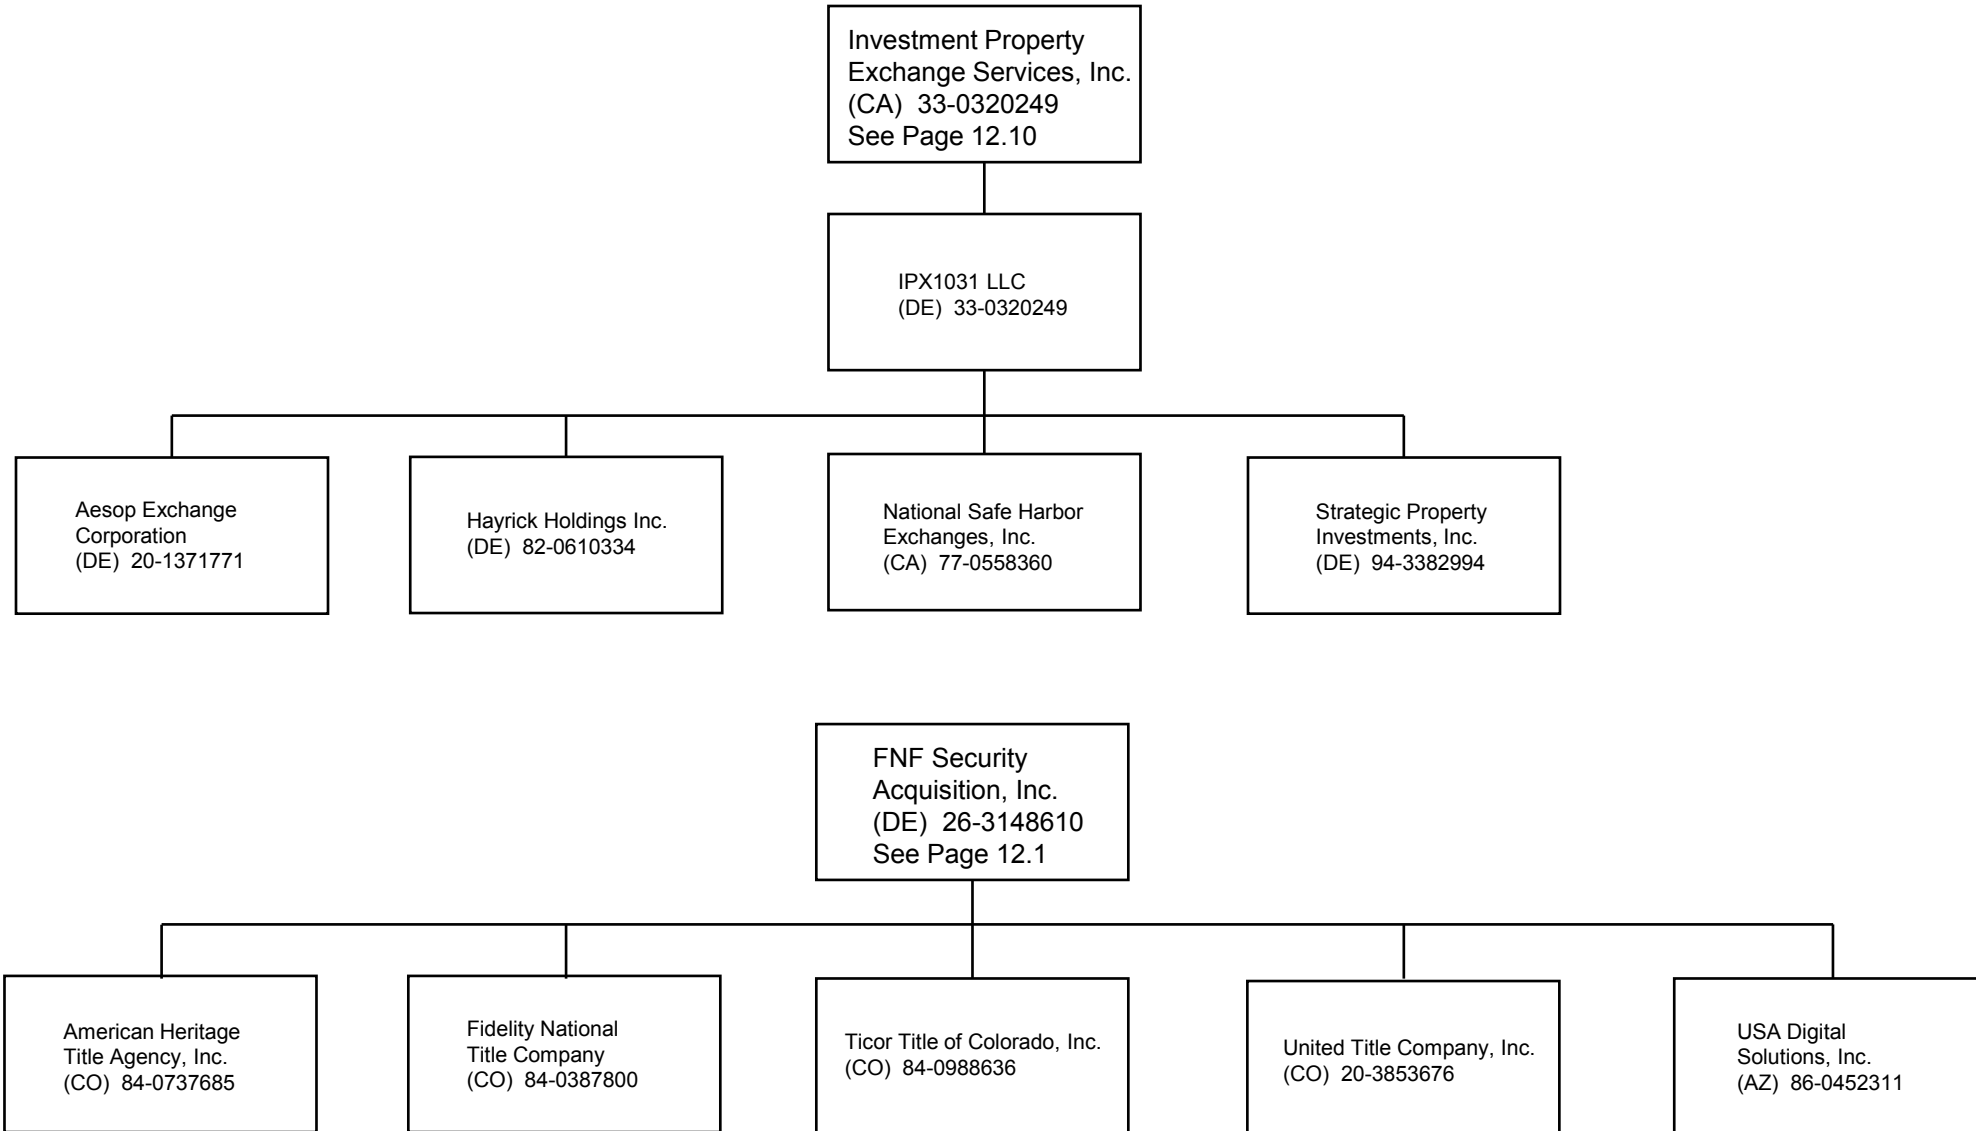 Investment Property
Exchange Services, Inc.
(CA) 33-0320249
See Page 12.10
IPX1031 LLC
(DE) 33-0320249
Aesop Exchange
Corporation
(DE) 20-1371771
Hayrick Holdings Inc.
(DE) 82-0610334
National Safe Harbor
Exchanges, Inc.
(CA) 77-0558360
Strategic Property
Investments, Inc.
(DE) 94-3382994
FNF Security
Acquisition, Inc.
(DE) 26-3148610
See Page 12.1
American Heritage
Title Agency, Inc.
(CO) 84-0737685
Fidelity National
Title Company
(CO) 84-0387800
Ticor Title of Colorado, Inc.
(CO) 84-0988636
United Title Company, Inc.
(CO) 20-3853676
USA Digital
Solutions, Inc.
(AZ) 86-0452311